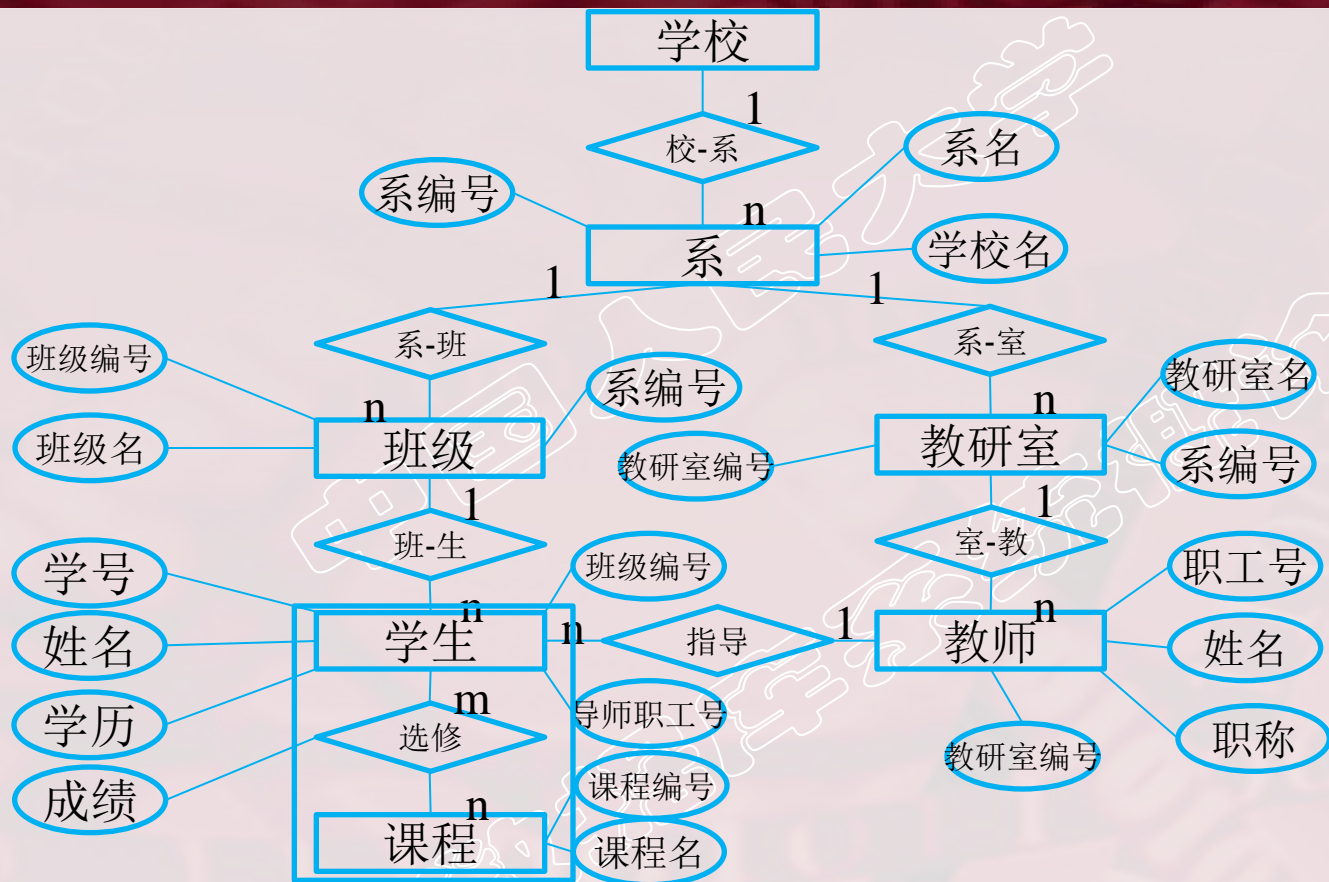 学校
1
校-系
系名
系编号
n
系
学校名
1
1
系-班
系-室
班级编号
系编号
教研室名
n
n
班级名
班级
教研室编号
教研室
系编号
1
1
班-生
室-教
学号
班级编号
职工号
n
n
姓名
学生
n
指导
1
教师
姓名
学历
m
导师职工号
选修
教研室编号
职称
成绩
课程编号
n
课程
课程名